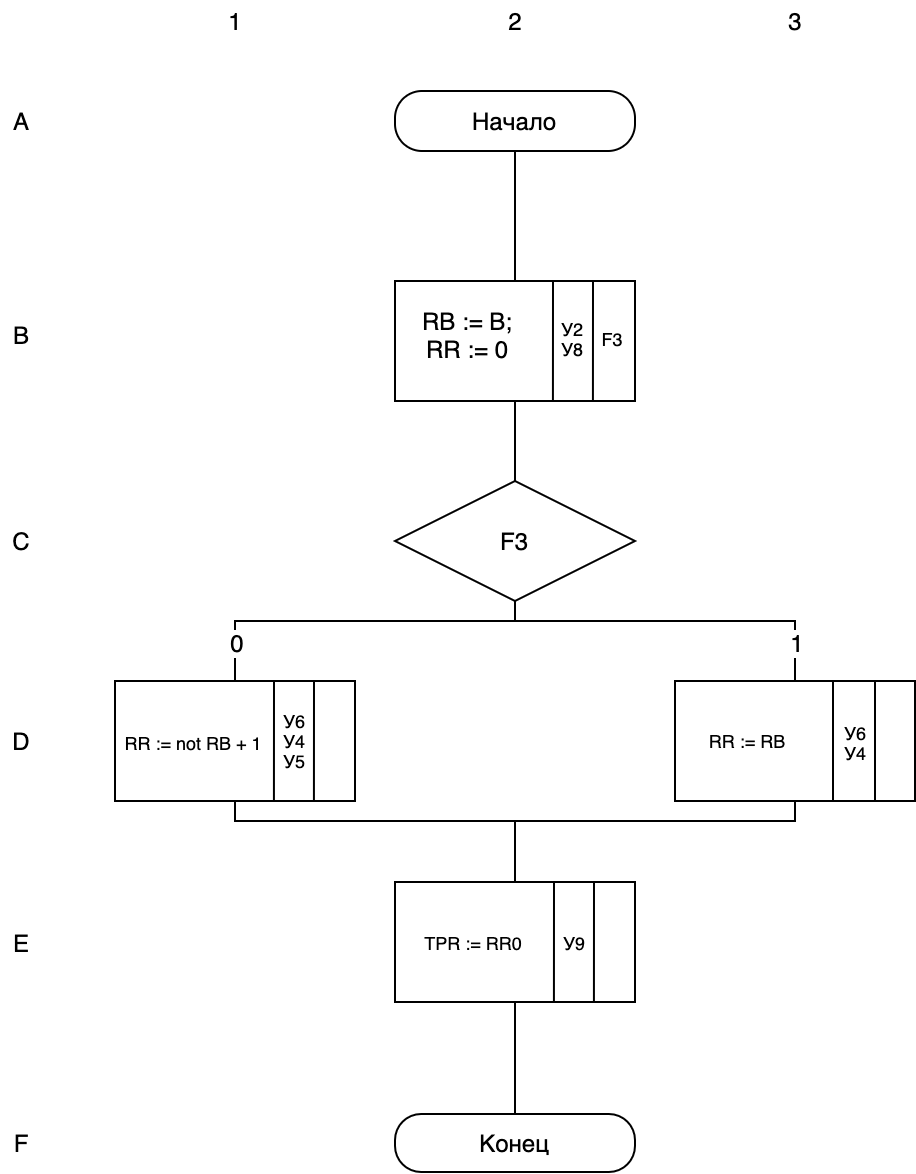 1 2 3
A
Начало
B
RB := B;
RR := 0
У2
У8
F3
C
F3
0
1
D
RR := not RB + 1
У6
У4
У5
RR := RB
У6
У4
E
TPR := RR0
У9
F
Конец